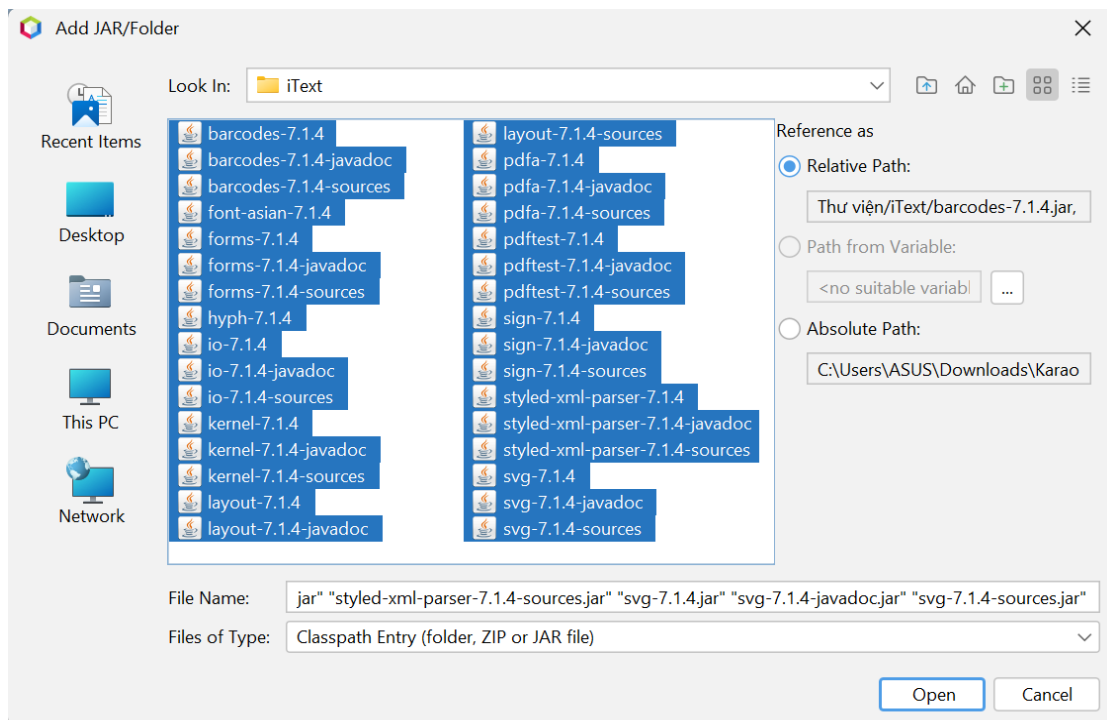 Add JAR/Folder
Look In: iText
Recent Items
Desktop
Documents
This PC
Network
barcodes-7.1.4
barcodes-7.1.4-javadoc
barcodes-7.1.4-sources
font-asian-7.1.4
forms-7.1.4
forms-7.1.4-javadoc
forms-7.1.4-sources
hyph-7.1.4
io-7.1.4
io-7.1.4-javadoc
io-7.1.4-sources
kernel-7.1.4
kernel-7.1.4-javadoc
kernel-7.1.4-sources
layout-7.1.4
layout-7.1.4-javadoc
layout-7.1.4-sources
pdfa-7.1.4
pdfa-7.1.4-javadoc
pdfa-7.1.4-sources
pdftest-7.1.4
pdftest-7.1.4-javadoc
pdftest-7.1.4-sources
sign-7.1.4
sign-7.1.4-javadoc
sign-7.1.4-sources
styled-xml-parser-7.1.4
styled-xml-parser-7.1.4-javadoc
styled-xml-parser-7.1.4-sources
svg-7.1.4
svg-7.1.4-javadoc
svg-7.1.4-sources
Reference as
Relative Path:
Thư viện/iText/barcodes-7.1.4.jar,
Path from Variable:
<no suitable variabl
...
Absolute Path:
C:\Users\ASUS\Downloads\Karao
File Name: jar" "styled-xml-parser-7.1.4-sources.jar" "svg-7.1.4.jar" "svg-7.1.4-javadoc.jar" "svg-7.1.4-sources.jar"
Files of Type: Classpath Entry (folder, ZIP or JAR file)
Open Cancel